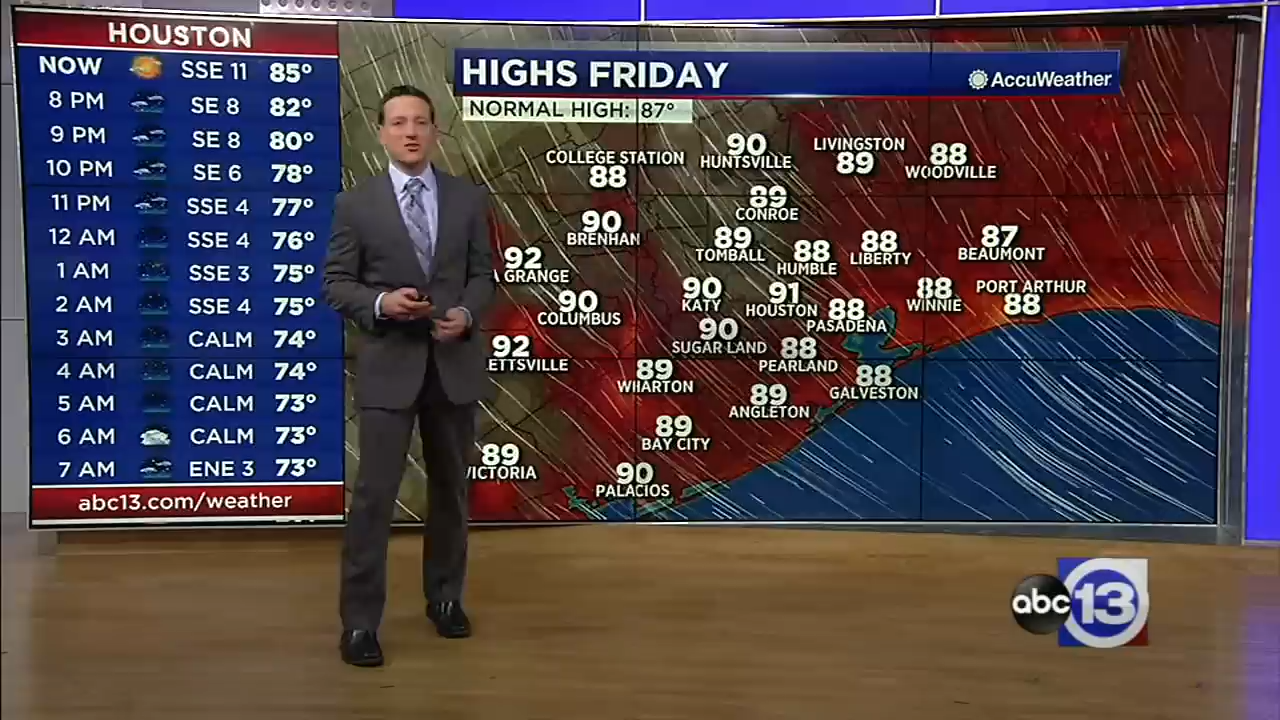 HOUSTON
NOW SSE 11 85°
8 PM SE 8 82°
9 PM SE 8 80°
10 PM SE 6 78°
11 PM SSE 4 77°
12 AM SSE 4 76°
1 AM SSE 3 75°
2 AM SSE 4 75°
3 AM CALM 74°
4 AM CALM 74°
5 AM CALM 73°
6 AM CALM 73°
7 AM ENE 3 73°
abc13.com/weather
HIGHS FRIDAY
AccuWeather
NORMAL HIGH: 87°
COLLEGE STATION
88
90
HUNTSVILLE
LIVINGSTON
89
88
WOODVILLE
89
CONROE
90
BRENHAN
89
TOMBALL
88
HUMBLE
88
LIBERTY
87
BEAUMONT
92
A GRANGE
90
COLUMBUS
90
KATY
91
HOUSTON
88
PASADENA
88
WINNIE
PORT ARTHUR
88
90
SUGAR LAND
92
ETTSVILLE
89
WHARTON
88
PEARLAND
88
GALVESTON
89
ANGLETON
89
BAY CITY
89
VICTORIA
90
PALACIOS
abc 13